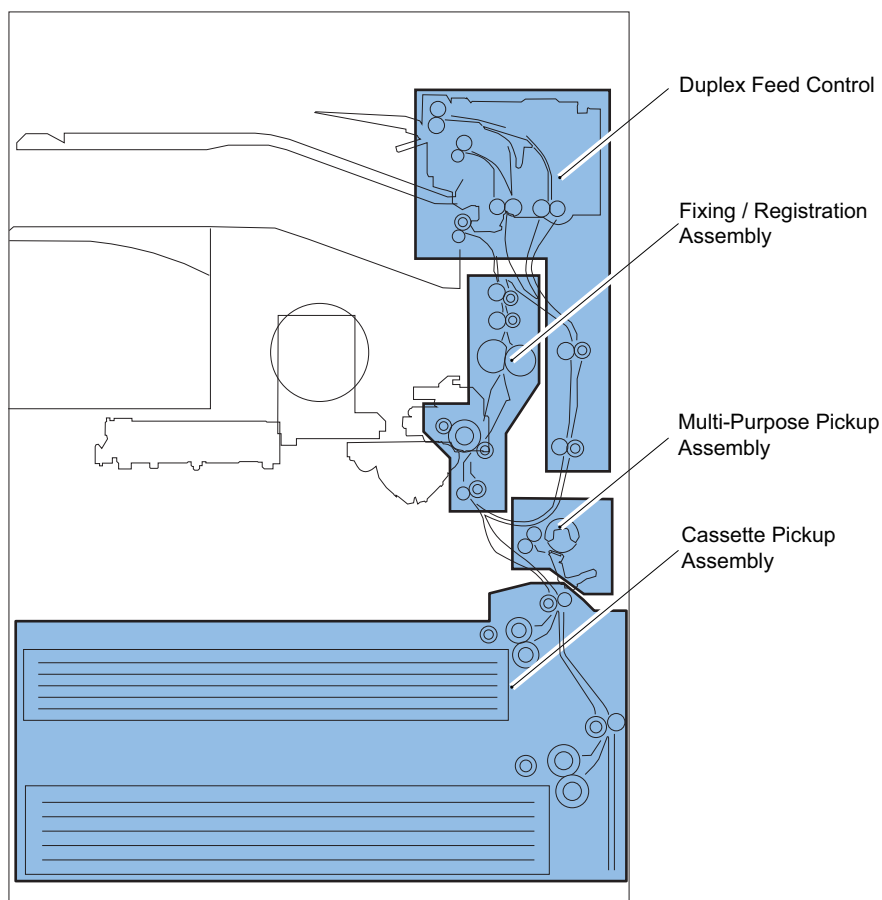 Duplex Feed Control
Fixing / Registration
Assembly
Multi-Purpose Pickup
Assembly
Cassette Pickup
Assembly